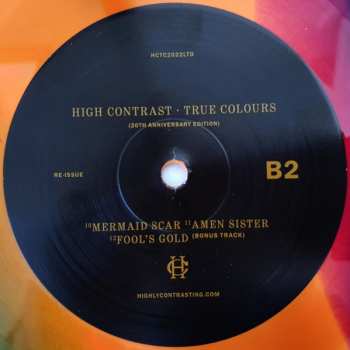 HCTC2022LTD
HIGH CONTRAST · TRUE COLOURS
(20TH ANNIVERSARY EDITION)
RE-ISSUE
B2
10MERMAID SCAR 11AMEN SISTER
12FOOL'S GOLD (BONUS TRACK)
HC
HIGHLYCONTRASTING.COM